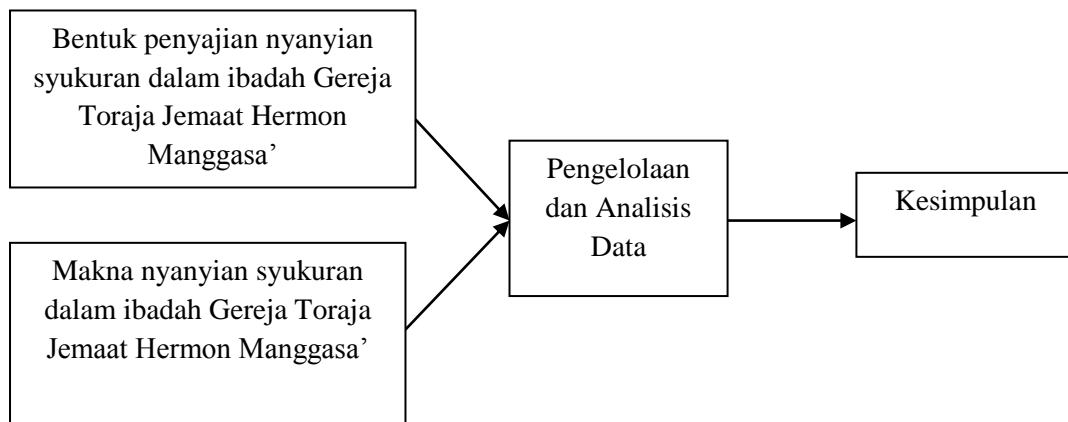 Bentuk penyajian nyanyian
syukuran dalam ibadah Gereja
Toraja Jemaat Hermon
Manggasa’
Makna nyanyian syukuran
dalam ibadah Gereja Toraja
Jemaat Hermon Manggasa’
Pengelolaan
dan Analisis
Data
Kesimpulan